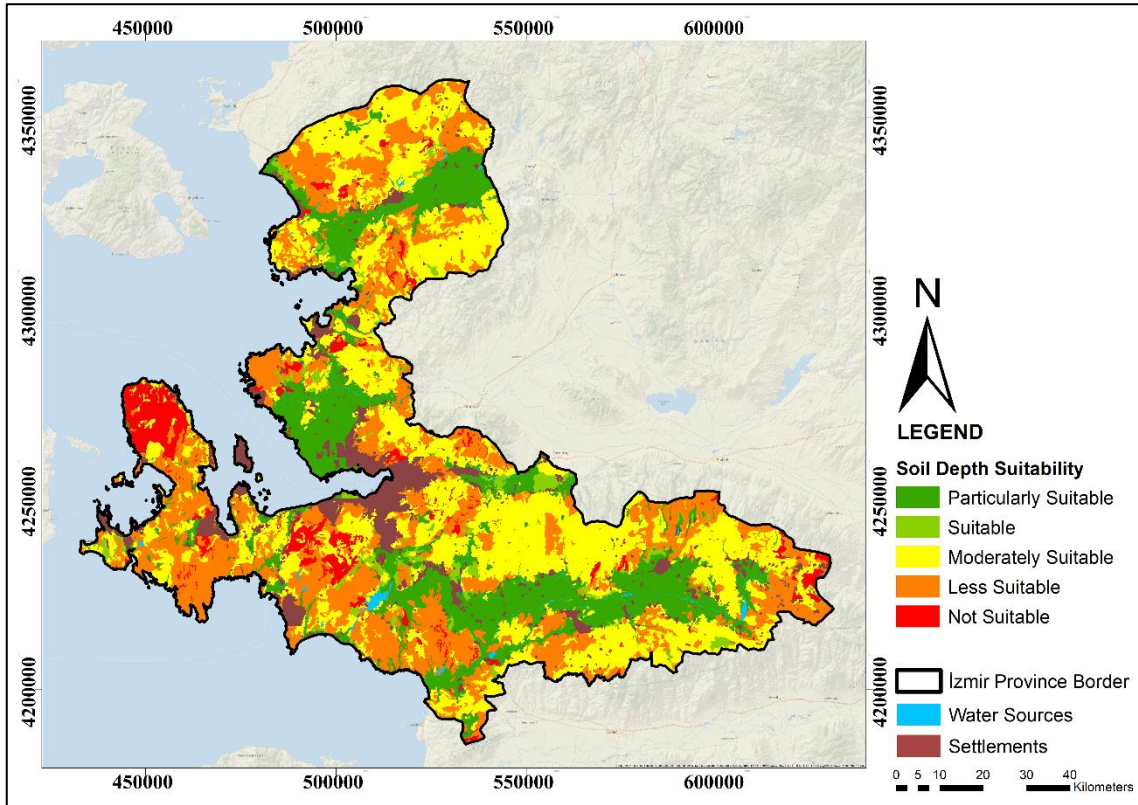 450000 500000 550000 600000
4350000 4350000
4300000 4300000
4250000 4250000
4200000 4200000
450000 500000 550000 600000
N
LEGEND
Soil Depth Suitability
Particularly Suitable
Suitable
Moderately Suitable
Less Suitable
Not Suitable
Izmir Province Border
Water Sources
Settlements
0 5 10 20 30 40
Kilometers